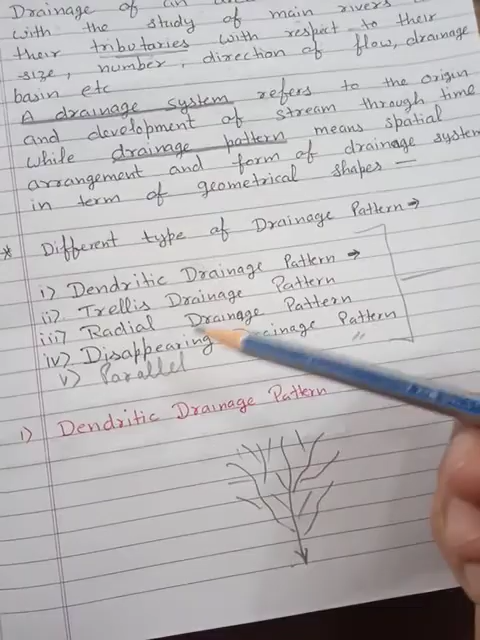 Drainage of an
with the study of main rivers
their tributaries with respect to their
size, number, direction of flow, drainage
basin etc
A drainage system refers to the origin
and development of stream through time
while drainage pattern means spatial
arrangement and form of drainage system
in term of geometrical shapes —
* Different type of Drainage Pattern →
i) Dendritic Drainage Pattern →
ii) Trellis Drainage Pattern
iii) Radial Drainage Pattern
iv) Disappearing Drainage Pattern
v) Parallel "
i) Dendritic Drainage Pattern